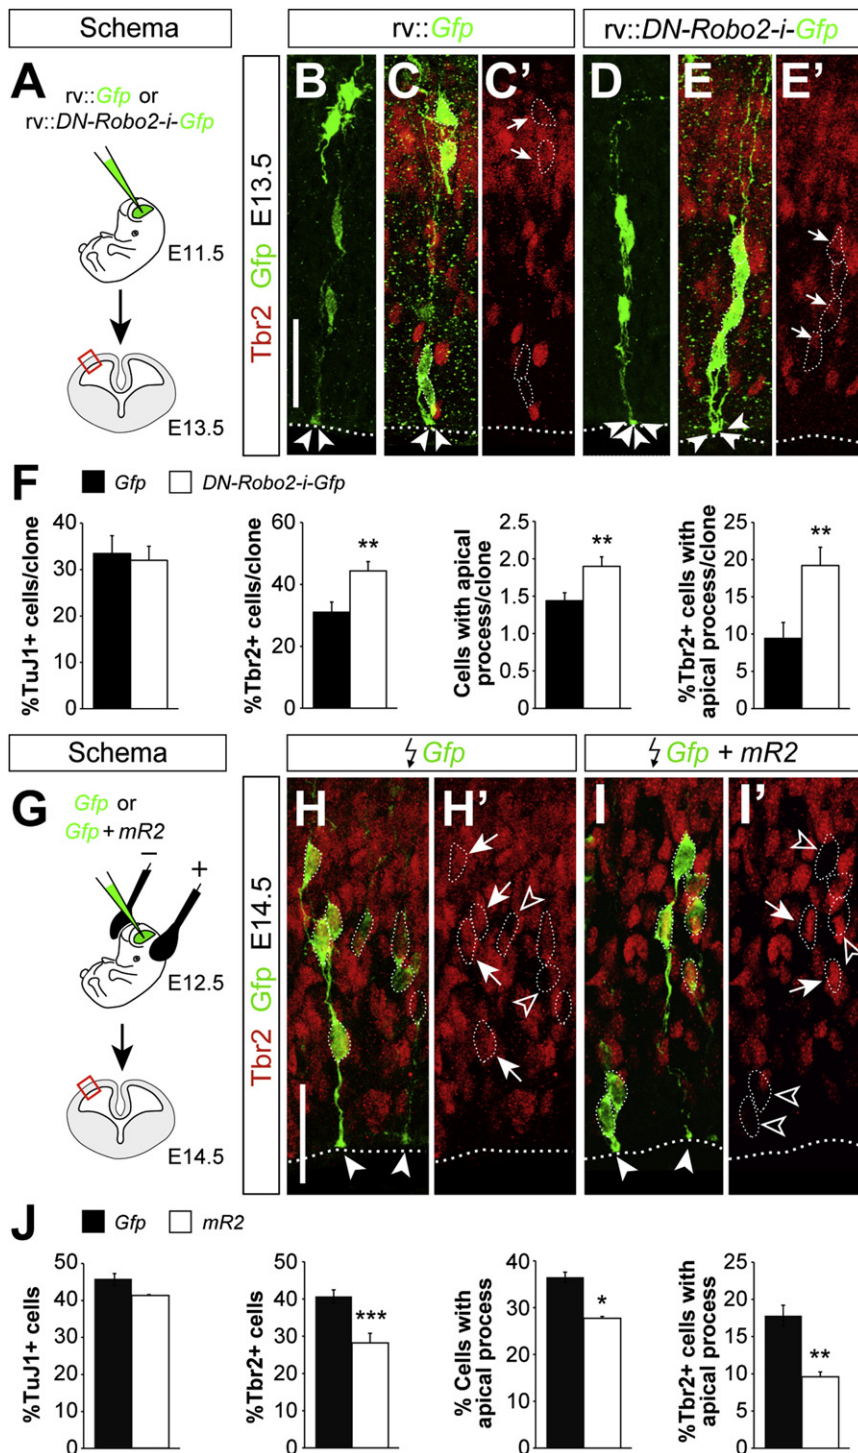 Schema
rv::Gfp
rv::DN-Robo2-i-Gfp
A
rv::Gfp or
rv::DN-Robo2-i-Gfp
E11.5
E13.5
Tbr2 Gfp E13.5
B
C
C'
D
E
E'
F
Gfp
DN-Robo2-i-Gfp
%TuJ1+ cells/clone
40
30
20
10
0
%Tbr2+ cells/clone
60
40
20
0
**
Cells with apical
process/clone
2.5
2.0
1.5
1.0
0.5
0
**
%Tbr2+ cells with
apical process/clone
25
20
15
10
5
0
**
Schema
Gfp
Gfp + mR2
G
Gfp or
Gfp + mR2
−
+
E12.5
E14.5
Tbr2 Gfp E14.5
H
H'
I
I'
J
Gfp
mR2
%TuJ1+ cells
50
40
30
20
10
0
%Tbr2+ cells
50
40
30
20
10
0
***
% Cells with
apical process
40
30
20
10
0
*
%Tbr2+ cells with
apical process
25
20
15
10
5
0
**